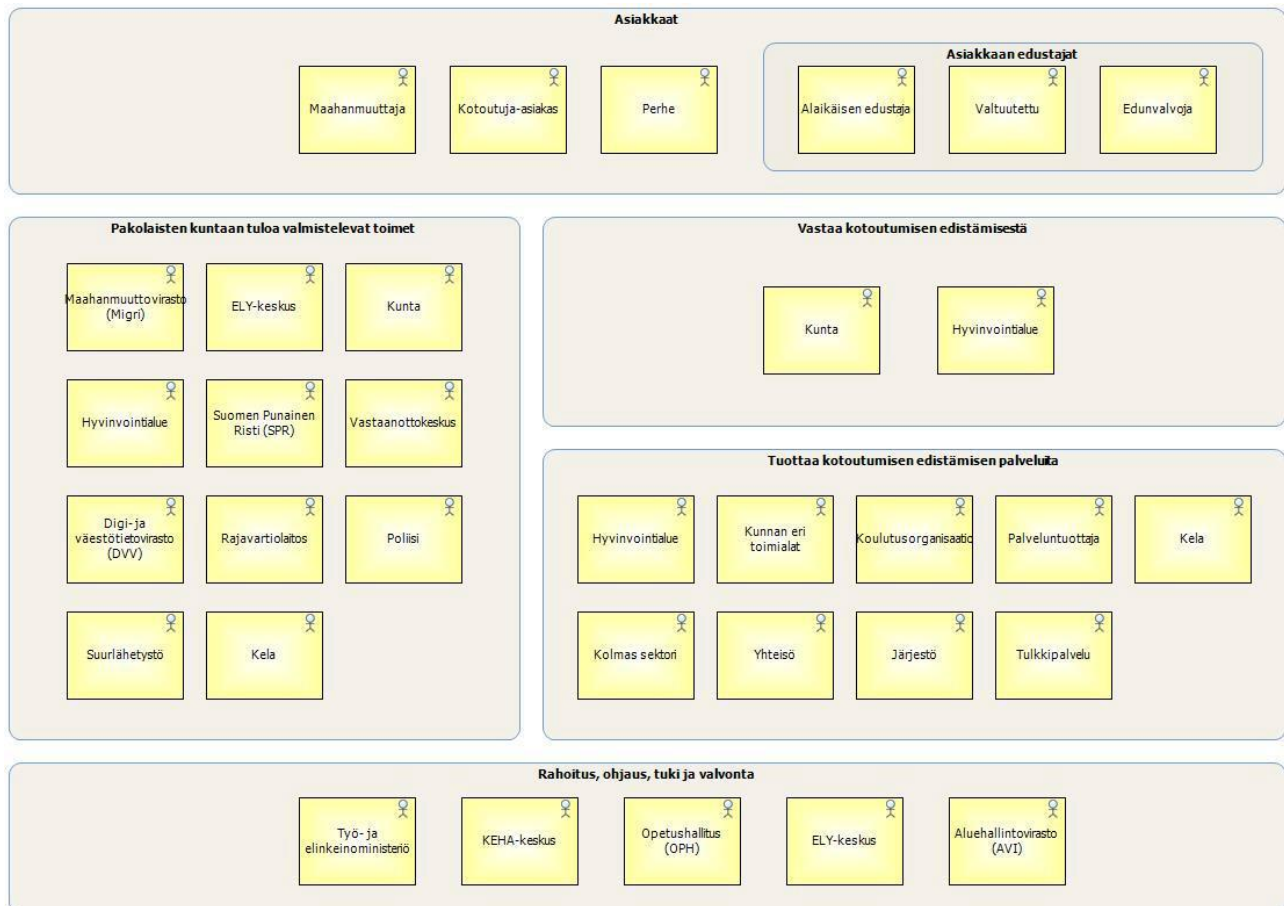 Asiakkaat
Maahanmuuttaja
Kotoutuja-asiakas
Perhe
Asiakkaan edustajat
Alaikäisen edustaja
Valtuutettu
Edunvalvoja
Pakolaisten kuntaan tuloa valmistelevat toimet
Maahanmuuttovirasto
(Migri)
ELY-keskus
Kunta
Hyvinvointialue
Suomen Punainen
Risti (SPR)
Vastaanottokeskus
Digi- ja
väestötietovirasto
(DVV)
Rajavartiolaitos
Poliisi
Suurlähetystö
Kela
Vastaa kotoutumisen edistämisestä
Kunta
Hyvinvointialue
Tuottaa kotoutumisen edistämisen palveluita
Hyvinvointialue
Kunnan eri
toimialat
Koulutusorganisaatio
Palveluntuottaja
Kela
Kolmas sektori
Yhteisö
Järjestö
Tulkkipalvelu
Rahoitus, ohjaus, tuki ja valvonta
Työ- ja
elinkeinoministeriö
KEHA-keskus
Opetushallitus
(OPH)
ELY-keskus
Aluehallintovirasto
(AVI)